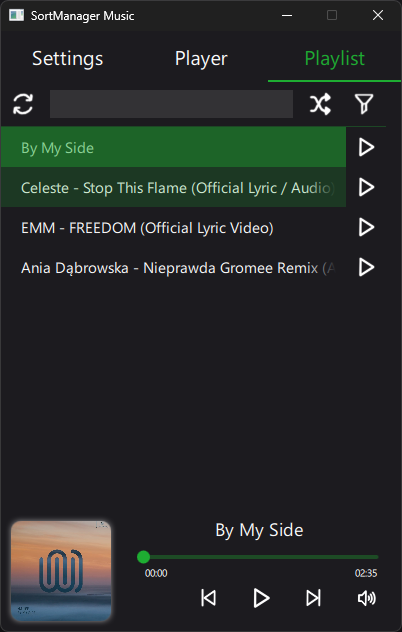 SortManager Music
Settings
Player
Playlist
By My Side
Celeste - Stop This Flame (Official Lyric / Audio)
EMM - FREEDOM (Official Lyric Video)
Ania Dąbrowska - Nieprawda Gromee Remix (A
By My Side
00:00
02:35